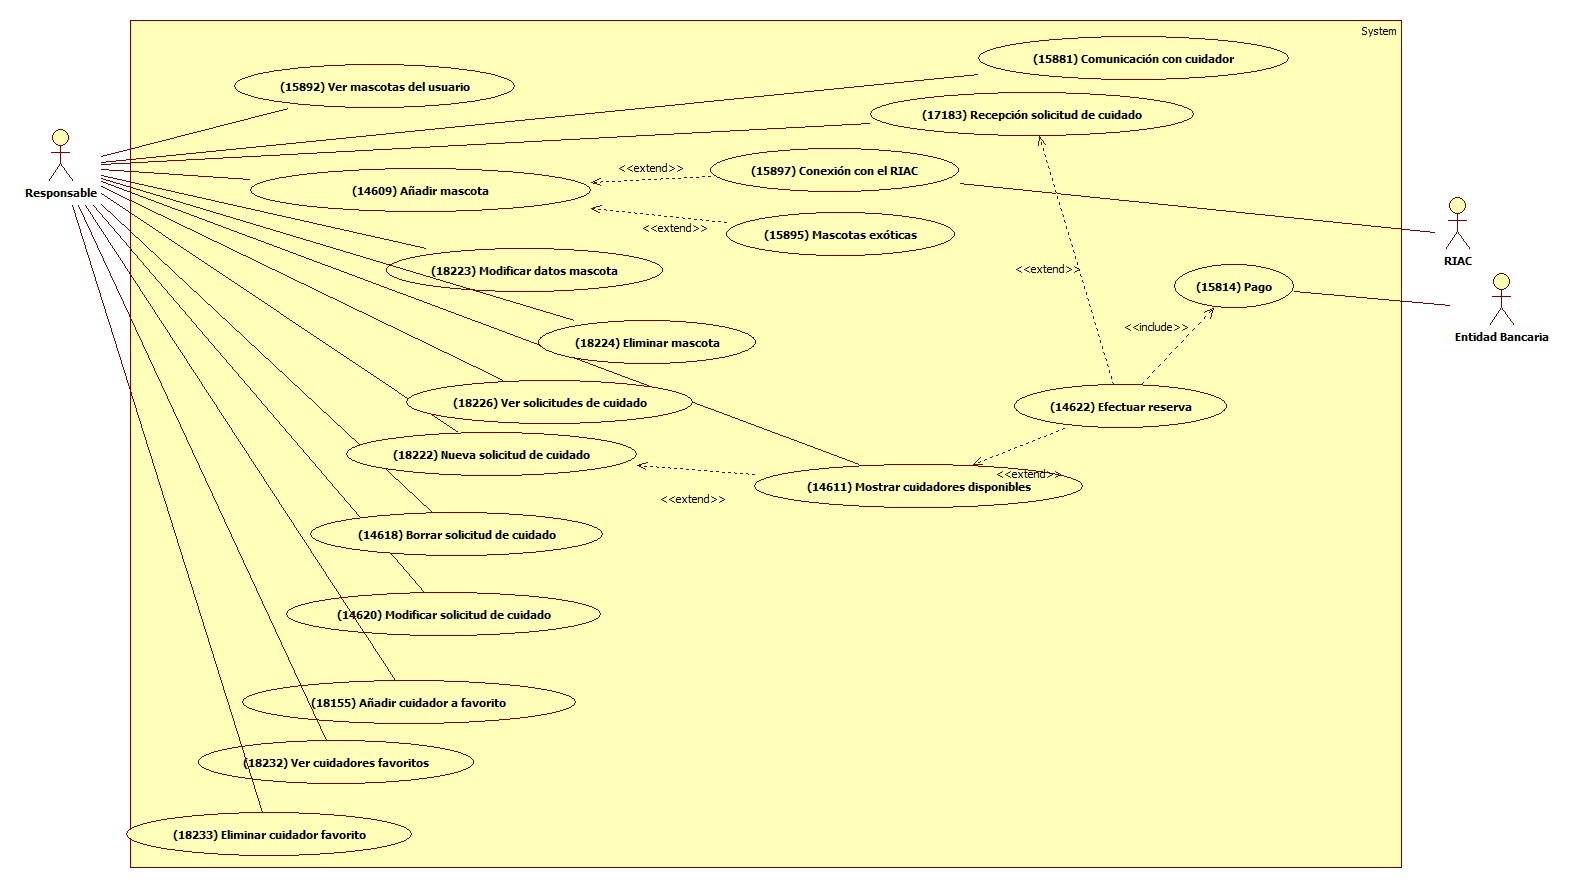 System
(15881) Comunicación con cuidador
(15892) Ver mascotas del usuario
(17183) Recepción solicitud de cuidado
<<extend>>
(15897) Conexión con el RIAC
Responsable
(14609) Añadir mascota
<<extend>>
(15895) Mascotas exóticas
RIAC
<<extend>>
(18223) Modificar datos mascota
(15814) Pago
<<include>>
Entidad Bancaria
(18224) Eliminar mascota
(18226) Ver solicitudes de cuidado
(14622) Efectuar reserva
(18222) Nueva solicitud de cuidado
<<extend>>
(14611) Mostrar cuidadores disponibles
<<extend>>
(14618) Borrar solicitud de cuidado
(14620) Modificar solicitud de cuidado
(18155) Añadir cuidador a favorito
(18232) Ver cuidadores favoritos
(18233) Eliminar cuidador favorito